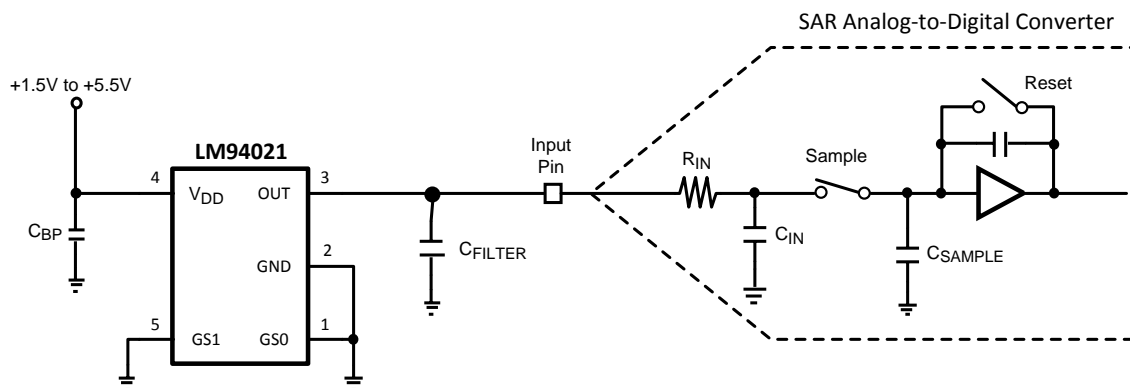 SAR Analog-to-Digital Converter
+1.5V to +5.5V
Reset
LM94021
Input
Pin
RIN
Sample
4
VDD
OUT
3
CBP
CFILTER
CIN
CSAMPLE
GND
2
5
GS1
GS0
1